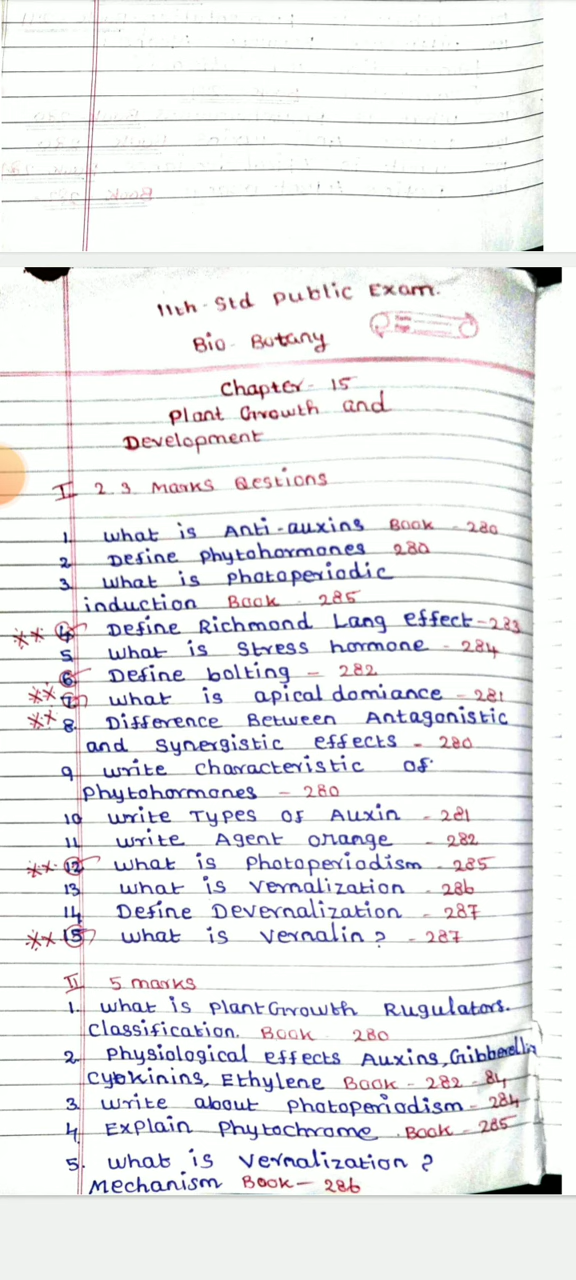 11th Std Public Exam.
Bio Botany
Chapter - 15
Plant Growth and
Development
I 2 3 Marks Qestions
1. What is Anti-auxins Book - 280
2 Define Phytohormones 280
3 What is Photoperiodic
induction Book - 285
** 4 Define Richmond Lang effect - 283
5 What is Stress hormone - 284
6 Define bolting - 282
** 7 What is apical domiance - 281
** 8 Difference Between Antagonistic
and Synergistic effects - 280
9 write characteristic of
Phytohormones - 280
10 write Types of Auxin - 281
11 write Agent orange - 282
** 12 What is Photoperiodism - 285
13 What is Vernalization - 286
14 Define Devernalization - 287
** 15 What is Vernalin? - 287
II 5 marks
1. What is Plant Growth Rugulators.
Classification. Book 280
2 Physiological effects Auxins, Gibberellin
Cytokinins, Ethylene Book - 282 - 84
3 write about Photoperiodism - 284
4 Explain Phytochrome Book - 285
5. What is Vernalization ?
Mechanism Book - 286